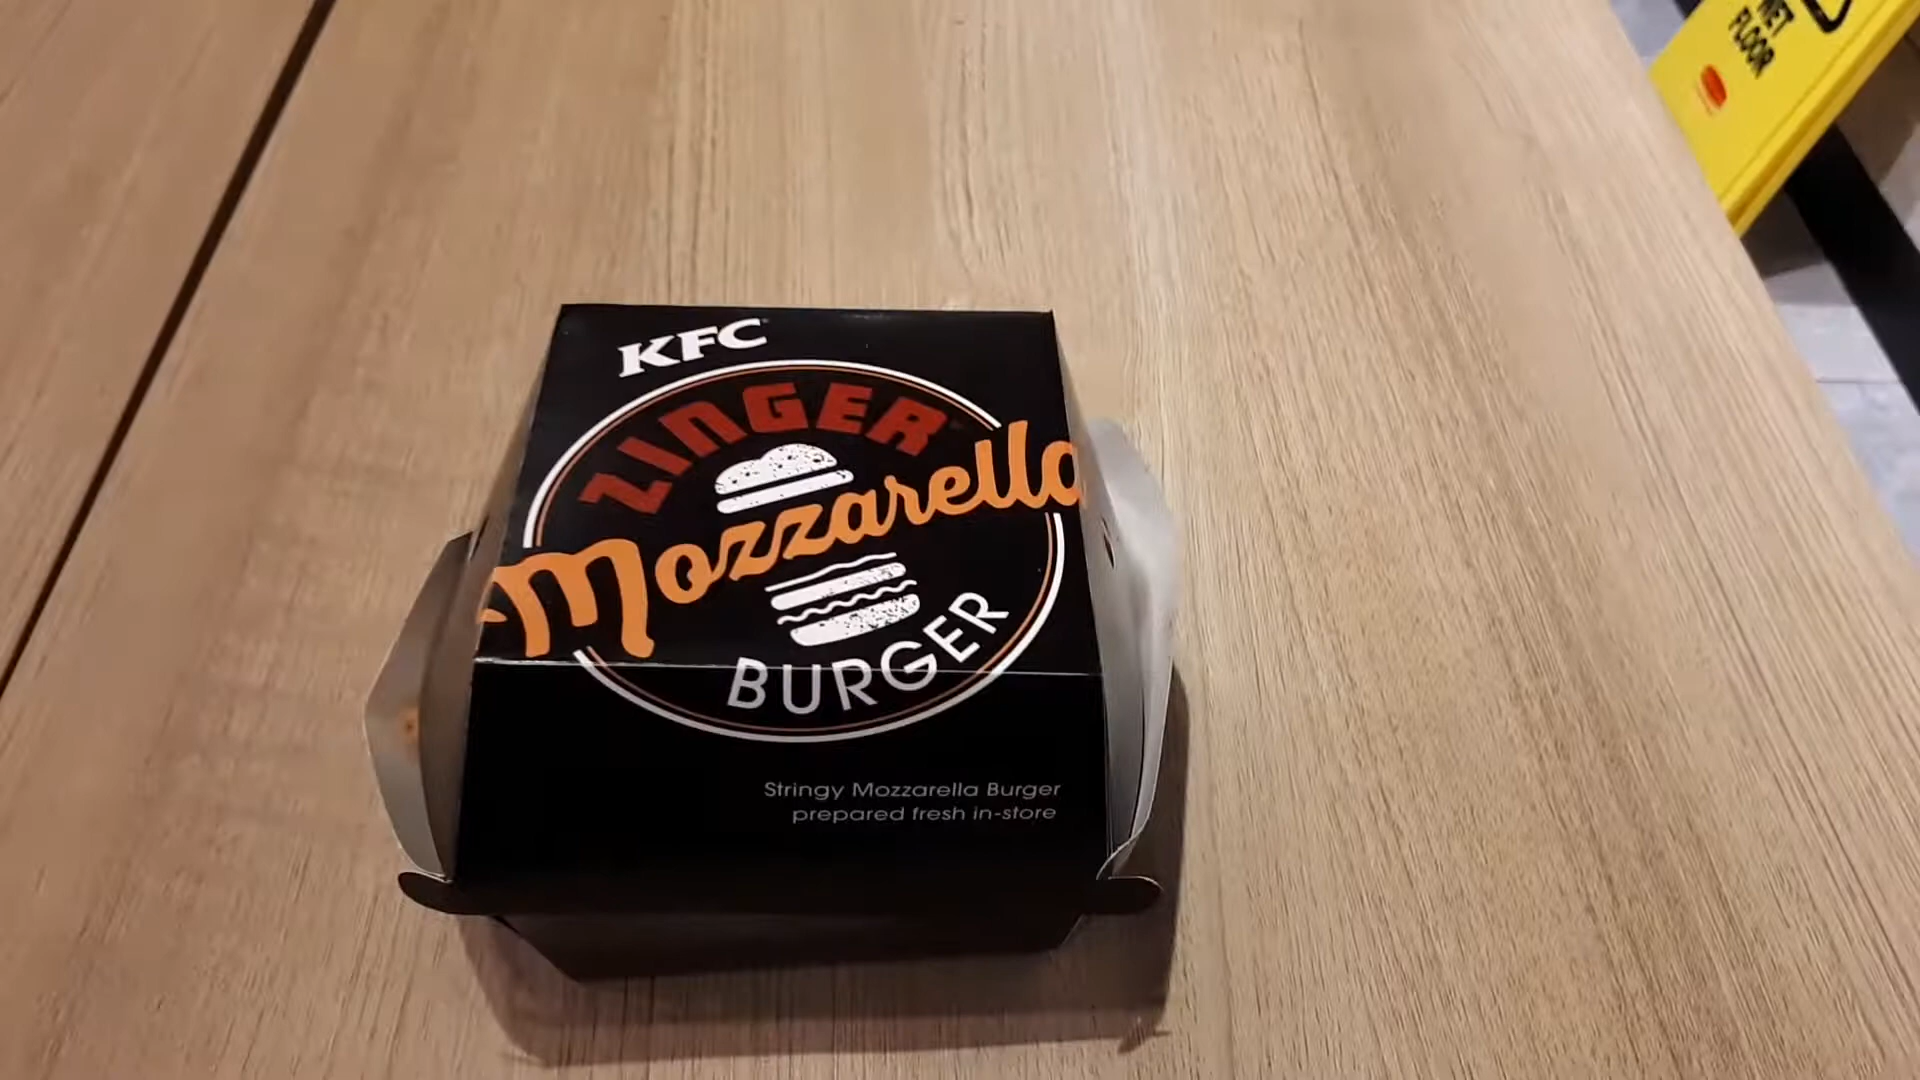 WET
FLOOR
KFC
ZINGER
Mozzarella
BURGER
Stringy Mozzarella Burger
prepared fresh in-store